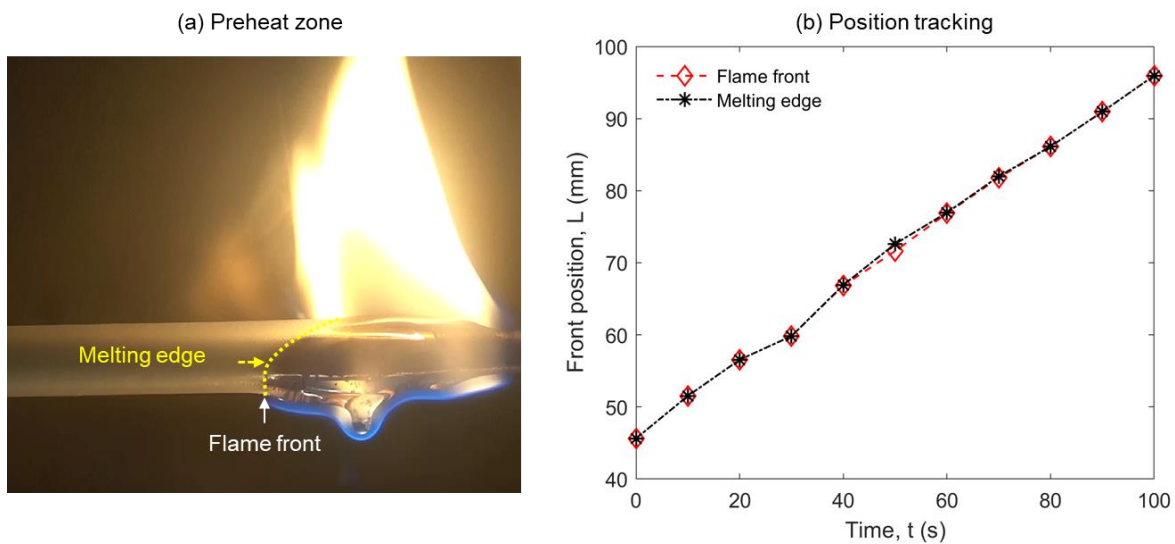 (a) Preheat zone
Melting edge
Flame front
(b) Position tracking
100
90
80
70
60
50
40
Front position, L (mm)
Flame front
Melting edge
0
20
40
60
80
100
Time, t (s)